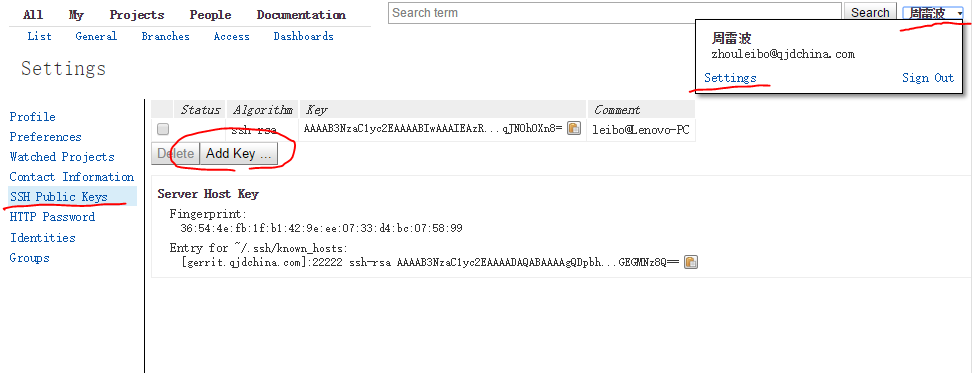 All My Projects People Documentation
Search term
Search
周雷波
List General Branches Access Dashboards
周雷波
zhouleibo@qjdchina.com
Settings Sign Out
Settings
Profile
Preferences
Watched Projects
Contact Information
SSH Public Keys
HTTP Password
Identities
Groups
Status Algorithm Key Comment
ssh-rsa AAAAB3NzaC1yc2EAAAABIwAAAIEAzR...qJNOhOXn8= leibo@Lenovo-PC
Delete Add Key ...
Server Host Key
Fingerprint:
36:54:4e:fb:1f:b1:42:9e:ee:07:33:d4:bc:07:58:99
Entry for ~/.ssh/known_hosts:
[gerrit.qjdchina.com]:22222 ssh-rsa AAAAB3NzaC1yc2EAAAADAQABAAAAgQDpbh...GEGMNz8Q==